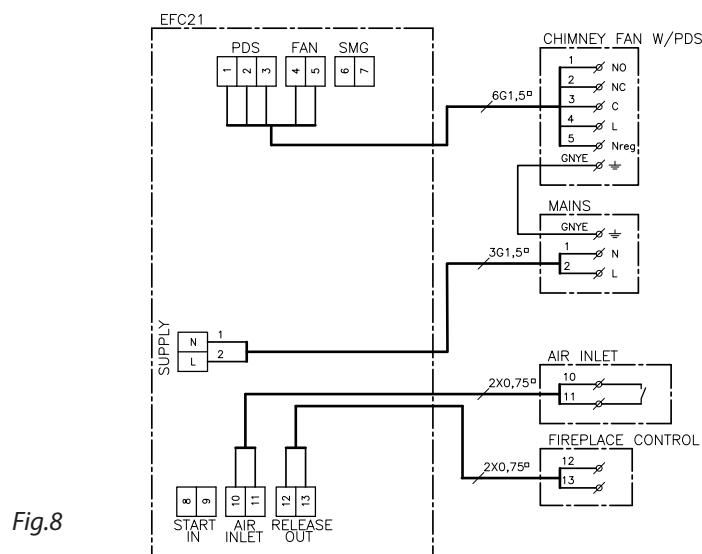 EFC21
PDS FAN SMG
1 2 3 4 5 6 7
CHIMNEY FAN W/PDS
1 NO
2 NC
6G1,5▫ 3 C
4 L
5 Nreg
GNYE ⏚
MAINS
GNYE ⏚
3G1,5▫ 1 N
2 L
SUPPLY
N 1
L 2
AIR INLET
2X0,75▫ 10
11
FIREPLACE CONTROL
2X0,75▫ 12
13
8 9 10 11 12 13
START IN
AIR INLET
RELEASE OUT
Fig.8